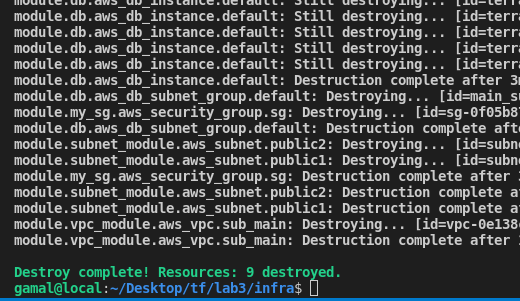 module.db.aws_db_instance.default: Still destroying... [id=terra
module.db.aws_db_instance.default: Still destroying... [id=terra
module.db.aws_db_instance.default: Still destroying... [id=terra
module.db.aws_db_instance.default: Still destroying... [id=terra
module.db.aws_db_instance.default: Still destroying... [id=terra
module.db.aws_db_instance.default: Destruction complete after 3m
module.db.aws_db_subnet_group.default: Destroying... [id=main_su
module.my_sg.aws_security_group.sg: Destroying... [id=sg-0f05b87
module.db.aws_db_subnet_group.default: Destruction complete afte
module.subnet_module.aws_subnet.public2: Destroying... [id=subne
module.subnet_module.aws_subnet.public1: Destroying... [id=subne
module.my_sg.aws_security_group.sg: Destruction complete after
module.subnet_module.aws_subnet.public2: Destruction complete af
module.subnet_module.aws_subnet.public1: Destruction complete af
module.vpc_module.aws_vpc.sub_main: Destroying... [id=vpc-0e138
module.vpc_module.aws_vpc.sub_main: Destruction complete after
Destroy complete! Resources: 9 destroyed.
gamal@local:~/Desktop/tf/lab3/infra$